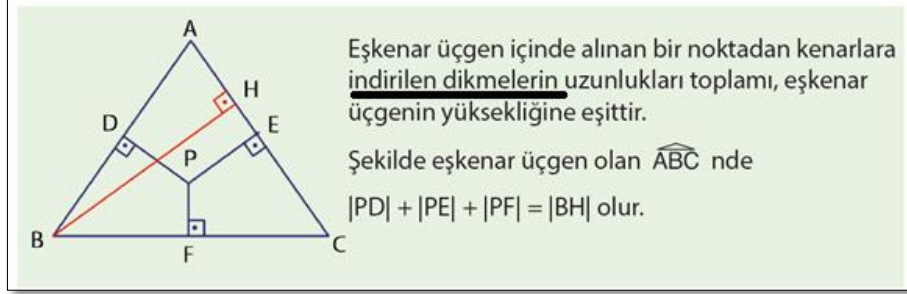 A
H
D
E
P
B
F
C
Eşkenar üçgen içinde alınan bir noktadan kenarlara
indirilen dikmelerin uzunlukları toplamı, eşkenar
üçgenin yüksekliğine eşittir.
Şekilde eşkenar üçgen olan ABC nde
|PD| + |PE| + |PF| = |BH| olur.